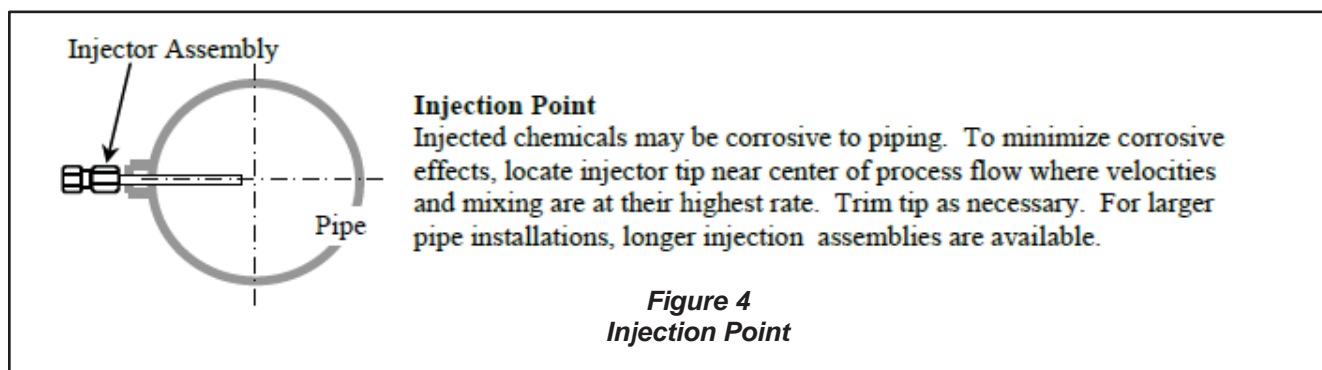 Injector Assembly
Injection Point
Injected chemicals may be corrosive to piping. To minimize corrosive
effects, locate injector tip near center of process flow where velocities
and mixing are at their highest rate. Trim tip as necessary. For larger
pipe installations, longer injection assemblies are available.
Pipe
Figure 4
Injection Point